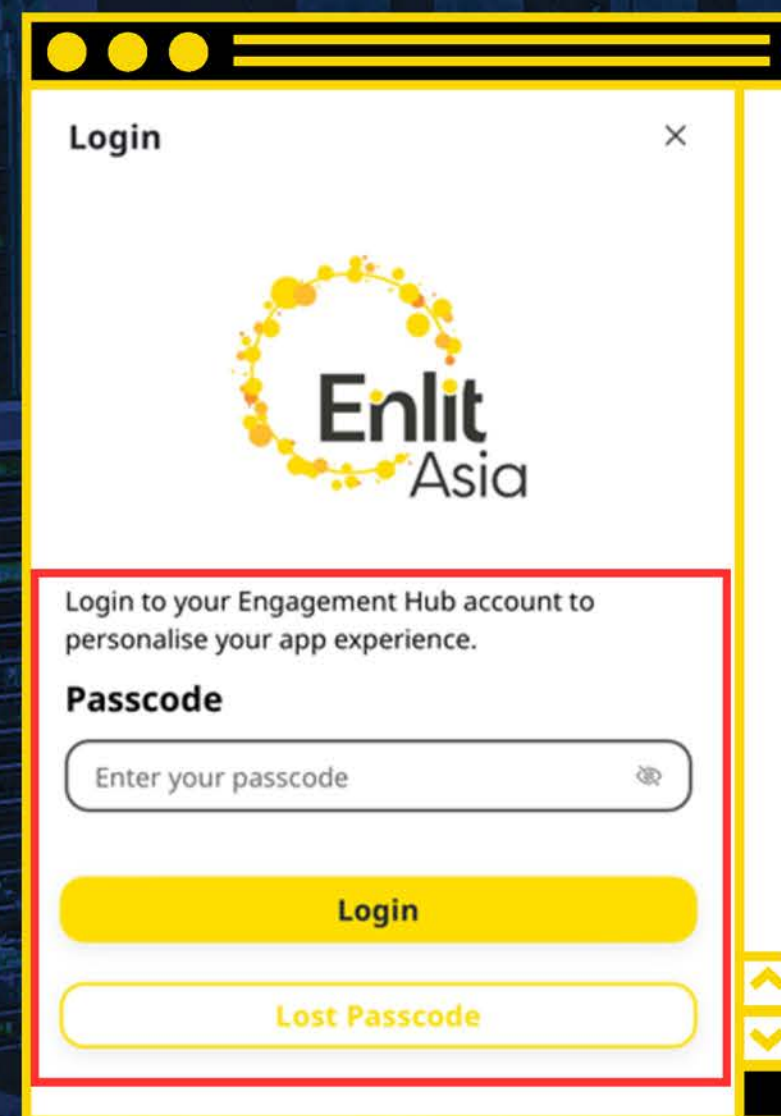 Login
Enlit
Asia
Login to your Engagement Hub account to
personalise your app experience.
Passcode
Enter your passcode
Login
Lost Passcode